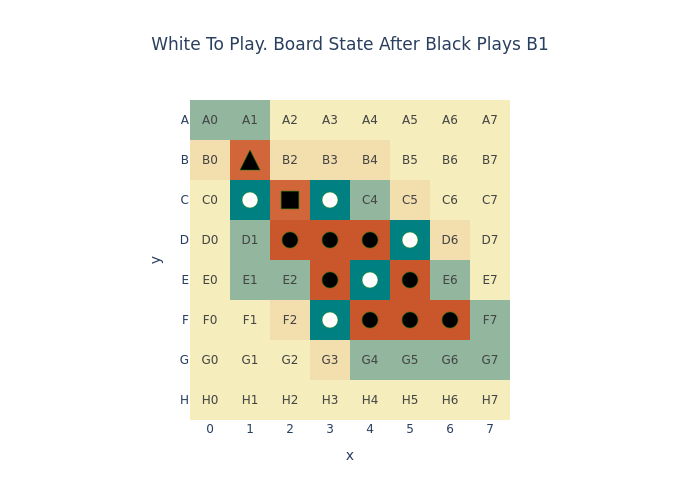 White To Play. Board State After Black Plays B1
A A0 A1 A2 A3 A4 A5 A6 A7
B B0 B2 B3 B4 B5 B6 B7
C C0 C4 C5 C6 C7
D D0 D1 D6 D7
E E0 E1 E2 E6 E7
F F0 F1 F2 F7
G G0 G1 G2 G3 G4 G5 G6 G7
H H0 H1 H2 H3 H4 H5 H6 H7
0 1 2 3 4 5 6 7
x
y